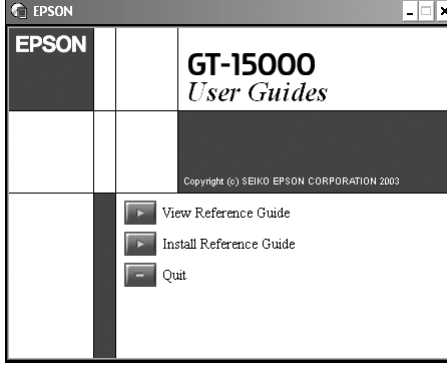 EPSON
EPSON
GT-15000
User Guides
Copyright (c) SEIKO EPSON CORPORATION 2003
View Reference Guide
Install Reference Guide
Quit